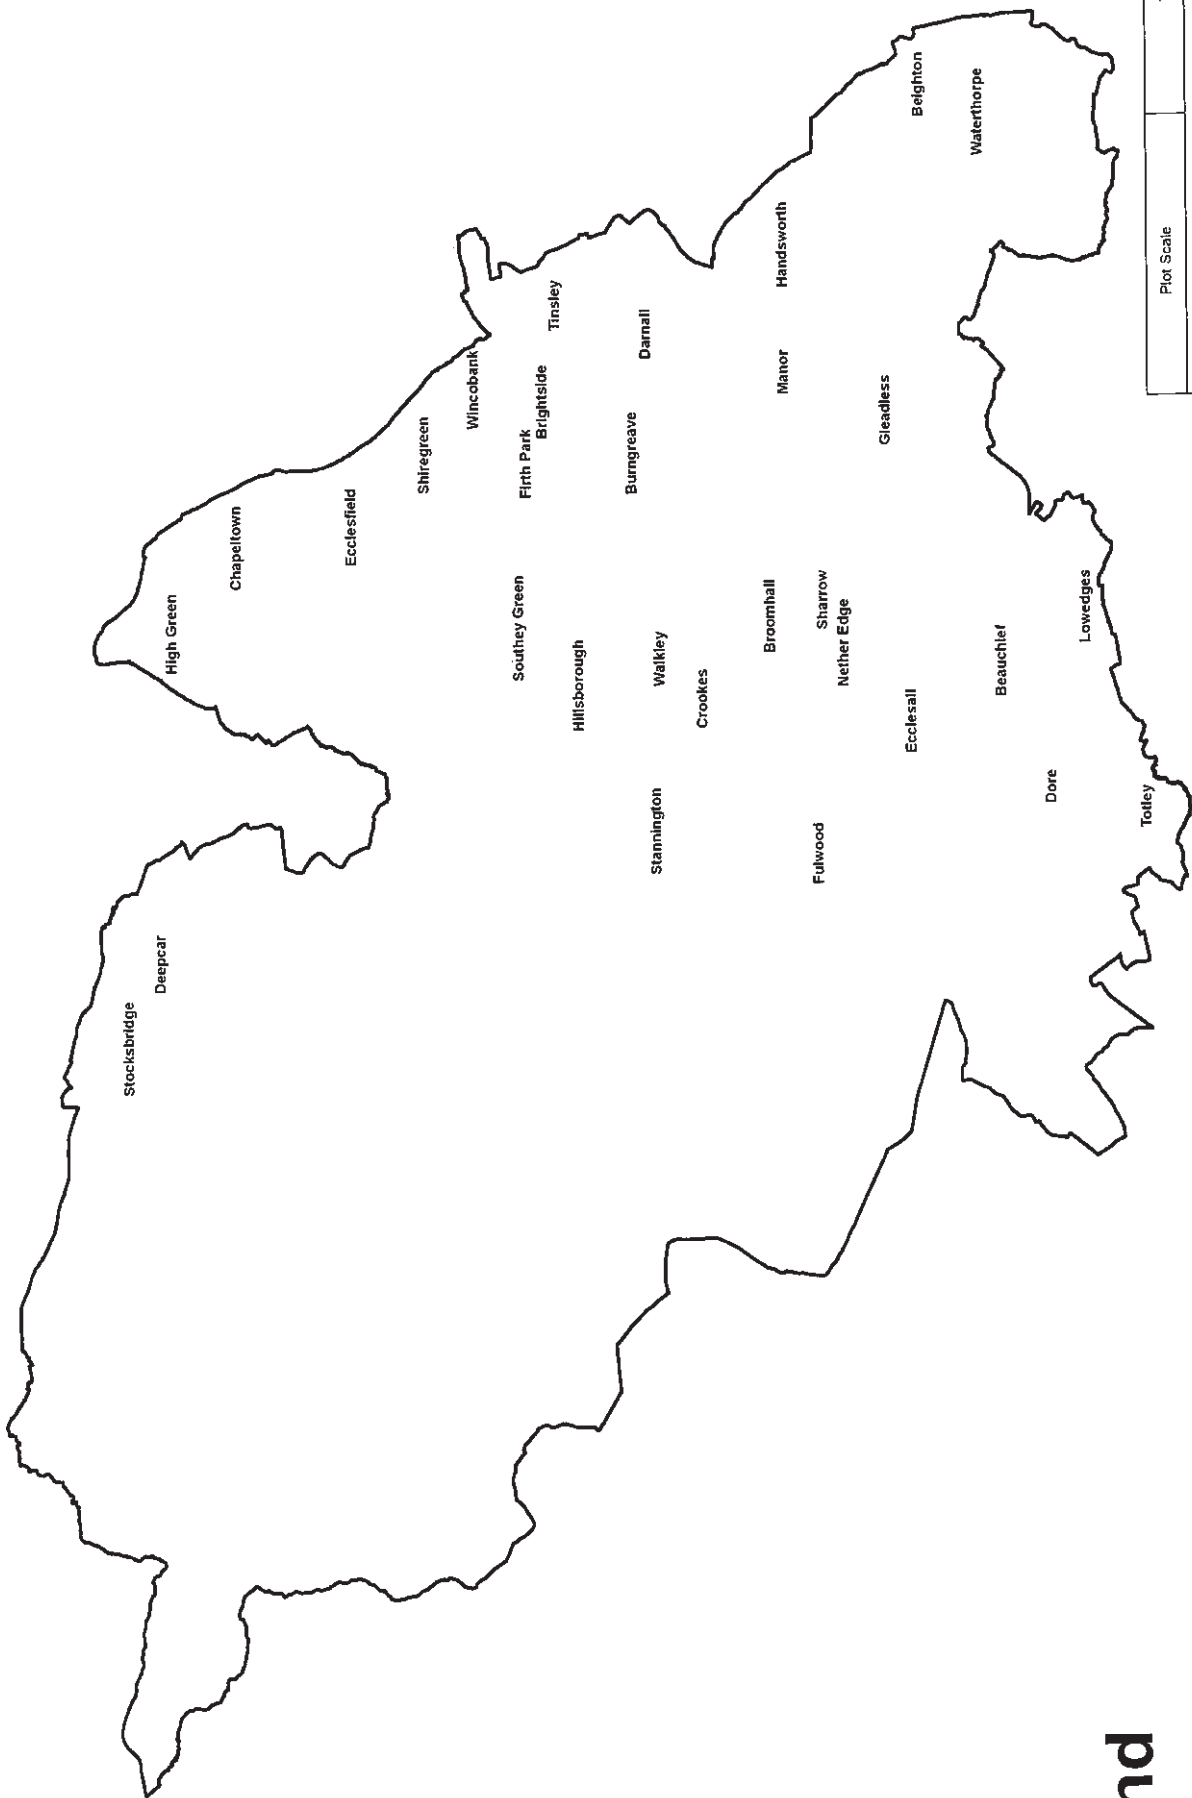 Stocksbridge
Deepcar
High Green
Chapeltown
Ecclesfield
Shiregreen
Wincobank
Southey Green
Firth Park
Brightside
Tinsley
Hillsborough
Burngreave
Darnall
Stannington
Walkley
Crookes
Broomhall
Manor
Handsworth
Fulwood
Sharrow
Nether Edge
Gleadless
Ecclesall
Beighton
Waterthorpe
Beauchief
Dore
Lowedges
Totley
nd
Plot Scale